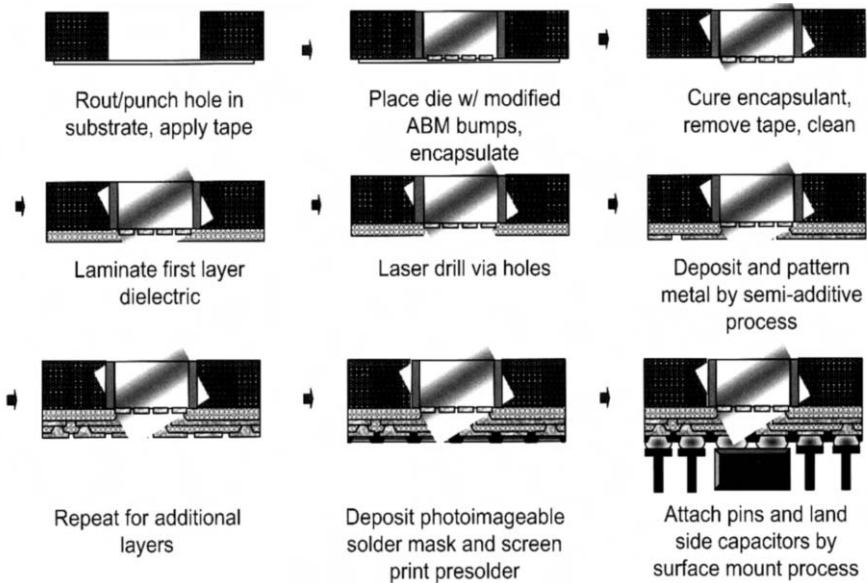 Rout/punch hole in
substrate, apply tape
Place die w/ modified
ABM bumps,
encapsulate
Cure encapsulant,
remove tape, clean
Laminate first layer
dielectric
Laser drill via holes
Deposit and pattern
metal by semi-additive
process
Repeat for additional
layers
Deposit photoimageable
solder mask and screen
print presolder
Attach pins and land
side capacitors by
surface mount process